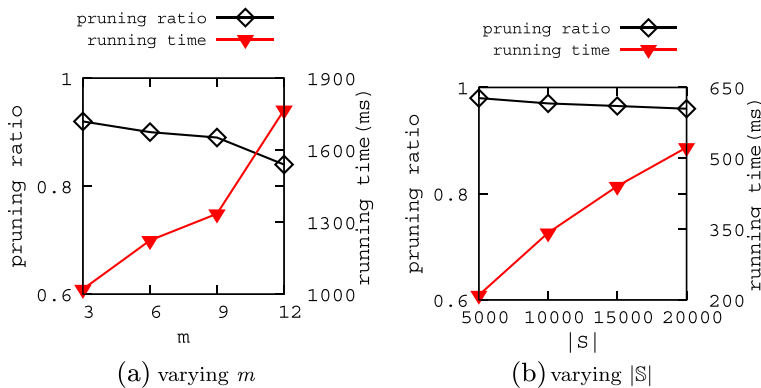 pruning ratio
running time
1
0.8
0.6
pruning ratio
1900
1600
1300
1000
running time(ms)
3 6 9 12
m
(a) varying m
pruning ratio
running time
1
0.8
0.6
pruning ratio
650
500
350
200
running time(ms)
5000 10000 15000 20000
|S|
(b) varying |𝕊|